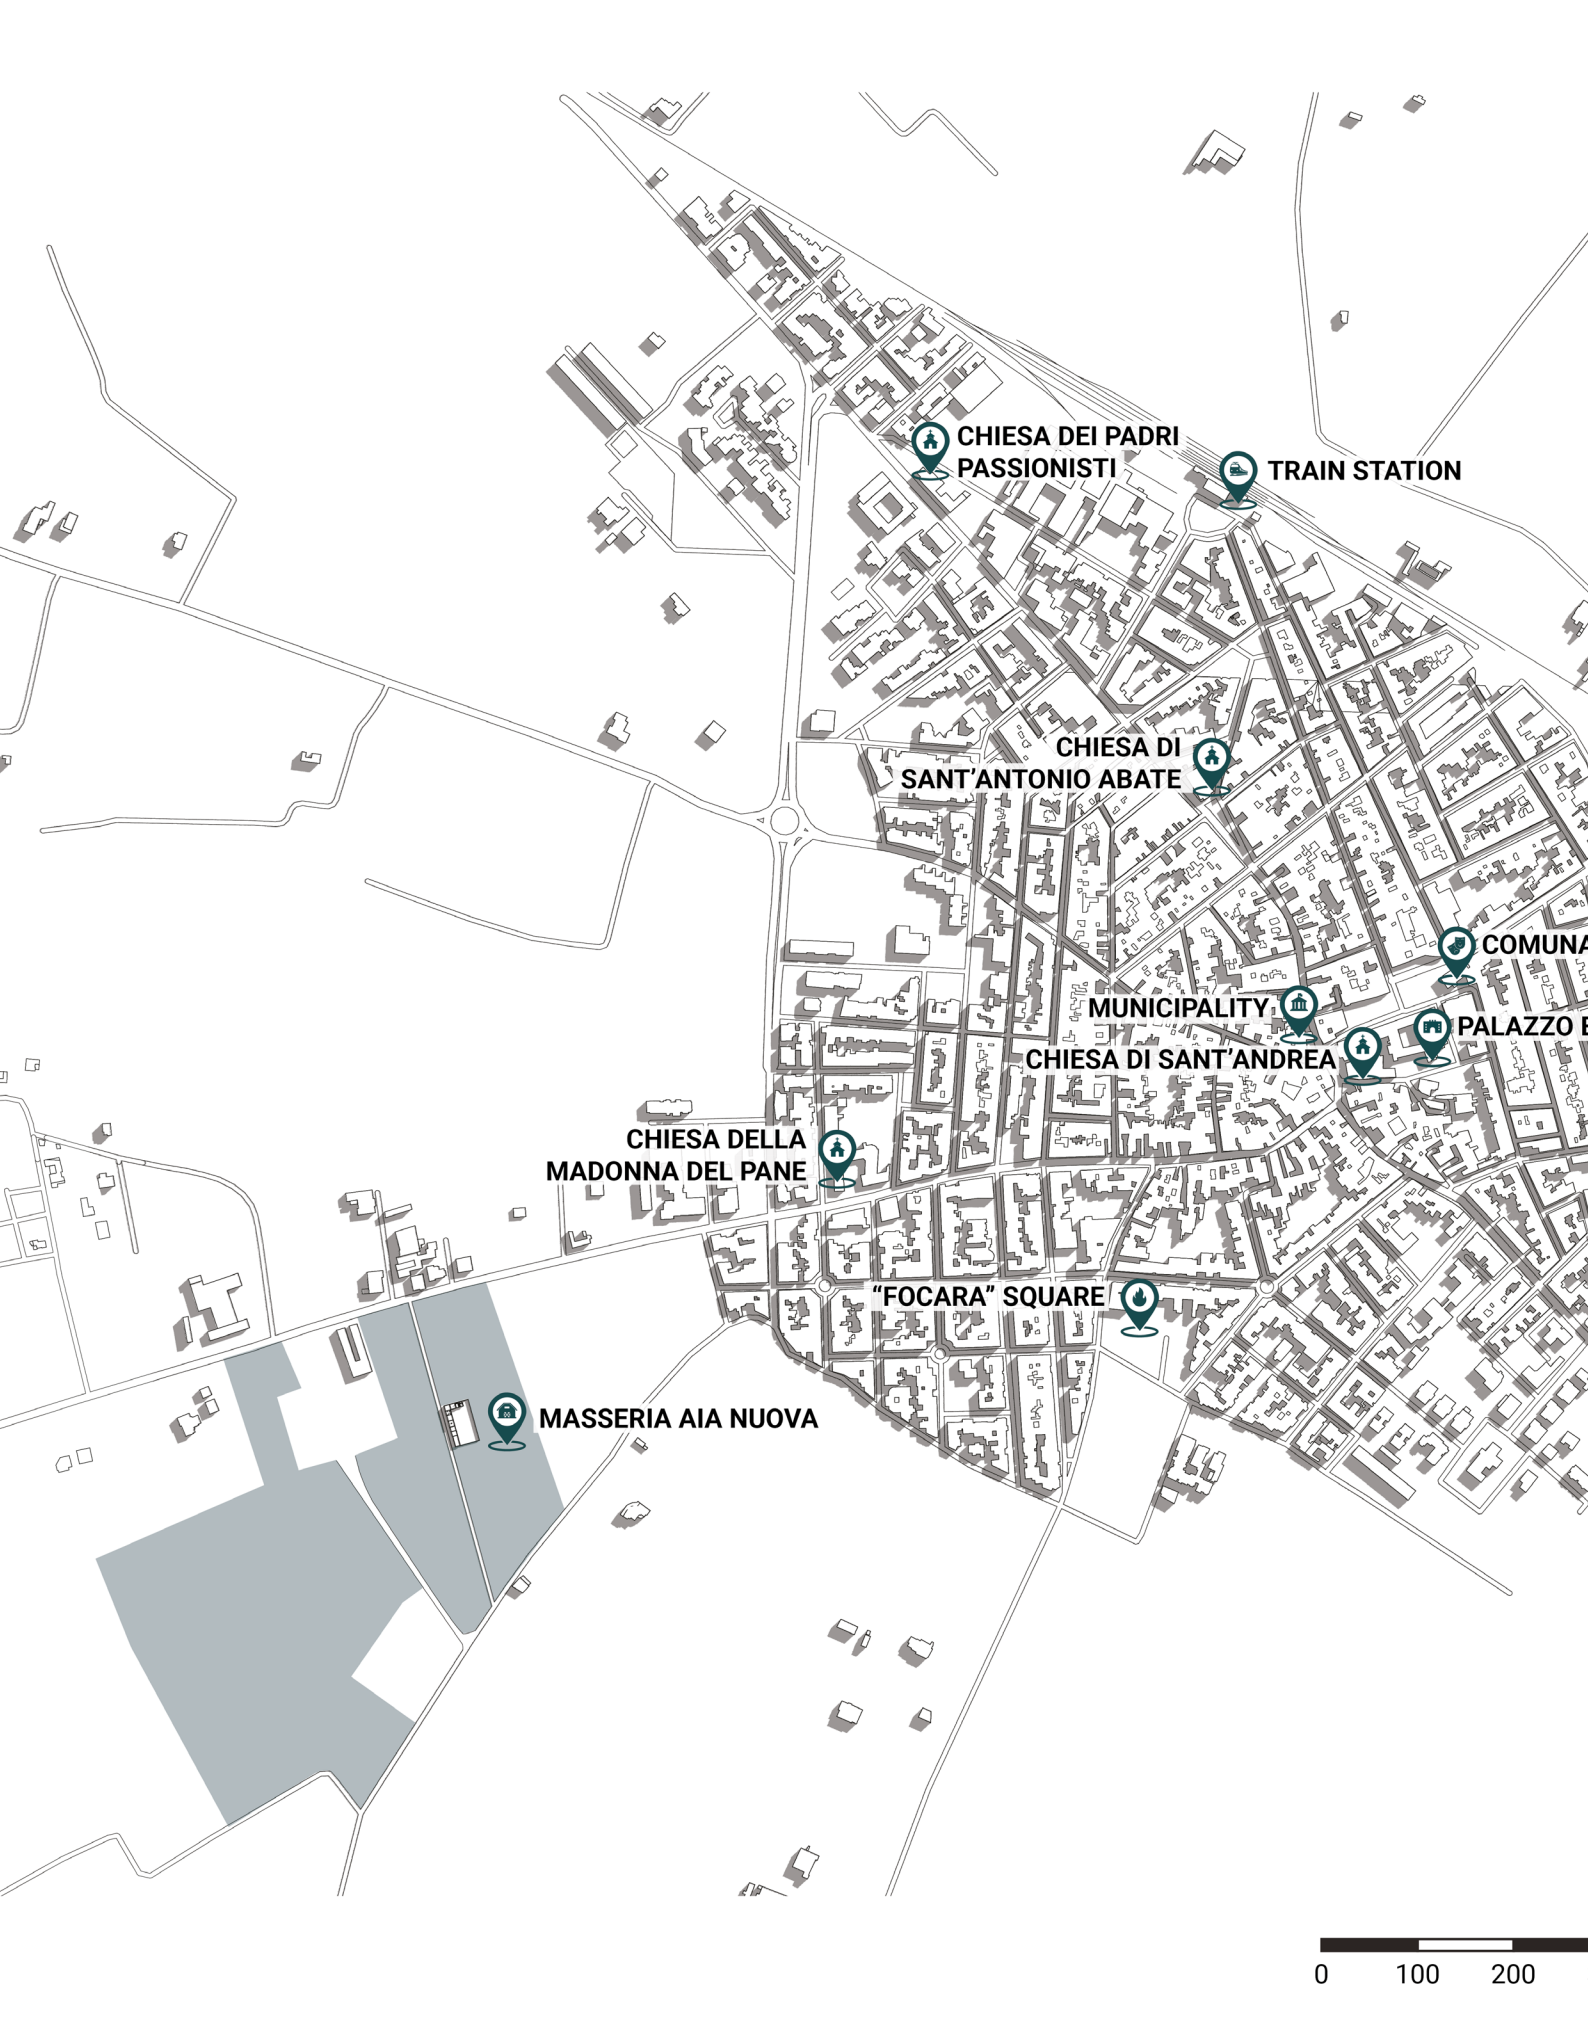 CHIESA DEI PADRI
PASSIONISTI
TRAIN STATION
CHIESA DI
SANT’ANTONIO ABATE
COMUNA
MUNICIPALITY
PALAZZO
CHIESA DI SANT’ANDREA
CHIESA DELLA
MADONNA DEL PANE
“FOCARA” SQUARE
MASSERIA AIA NUOVA
0 100 200